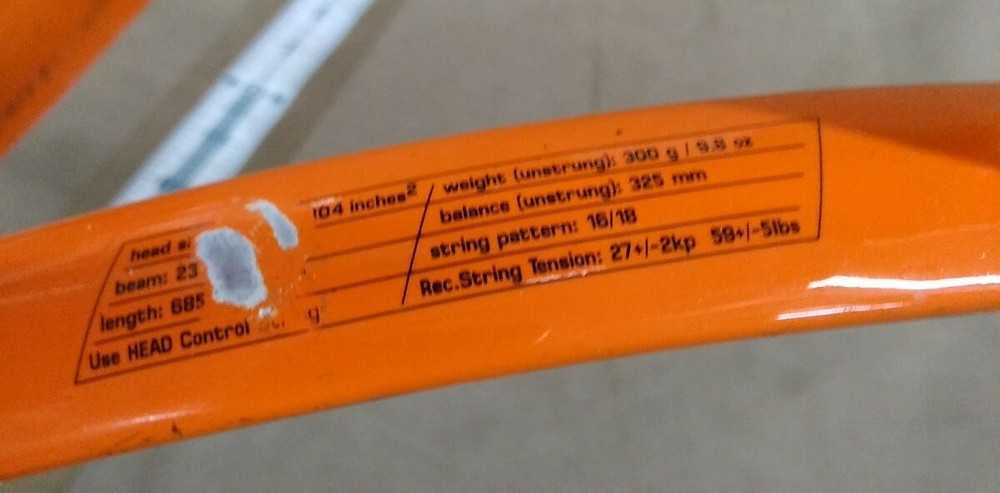 head si 104 inches²
beam: 23
length: 685
Use HEAD Control
weight (unstrung): 300 g / 9.8 oz
balance (unstrung): 325 mm
string pattern: 16/18
Rec.String Tension: 27+/-2kp 59+/-5lbs